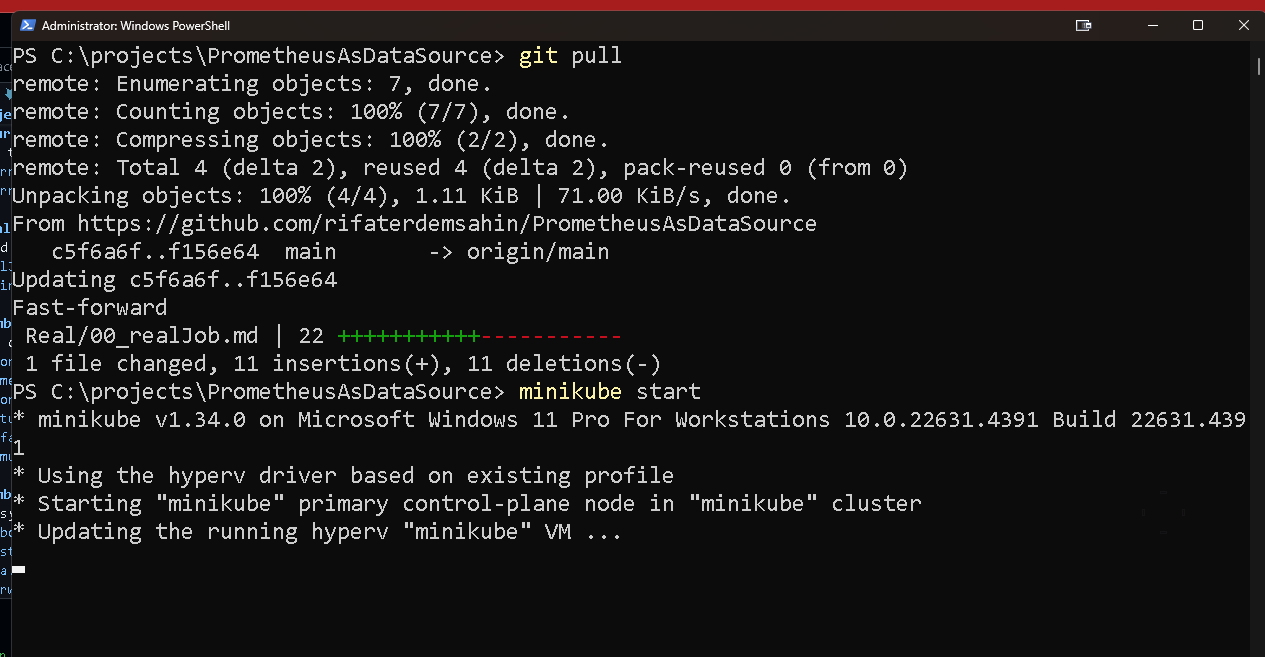 Administrator: Windows PowerShell
PS C:\projects\PrometheusAsDataSource> git pull
remote: Enumerating objects: 7, done.
remote: Counting objects: 100% (7/7), done.
remote: Compressing objects: 100% (2/2), done.
remote: Total 4 (delta 2), reused 4 (delta 2), pack-reused 0 (from 0)
Unpacking objects: 100% (4/4), 1.11 KiB | 71.00 KiB/s, done.
From https://github.com/rifaterdemsahin/PrometheusAsDataSource
   c5f6a6f..f156e64  main       -> origin/main
Updating c5f6a6f..f156e64
Fast-forward
 Real/00_realJob.md | 22 +++++++++++-----------
 1 file changed, 11 insertions(+), 11 deletions(-)
PS C:\projects\PrometheusAsDataSource> minikube start
* minikube v1.34.0 on Microsoft Windows 11 Pro For Workstations 10.0.22631.4391 Build 22631.439
1
* Using the hyperv driver based on existing profile
* Starting "minikube" primary control-plane node in "minikube" cluster
* Updating the running hyperv "minikube" VM ...